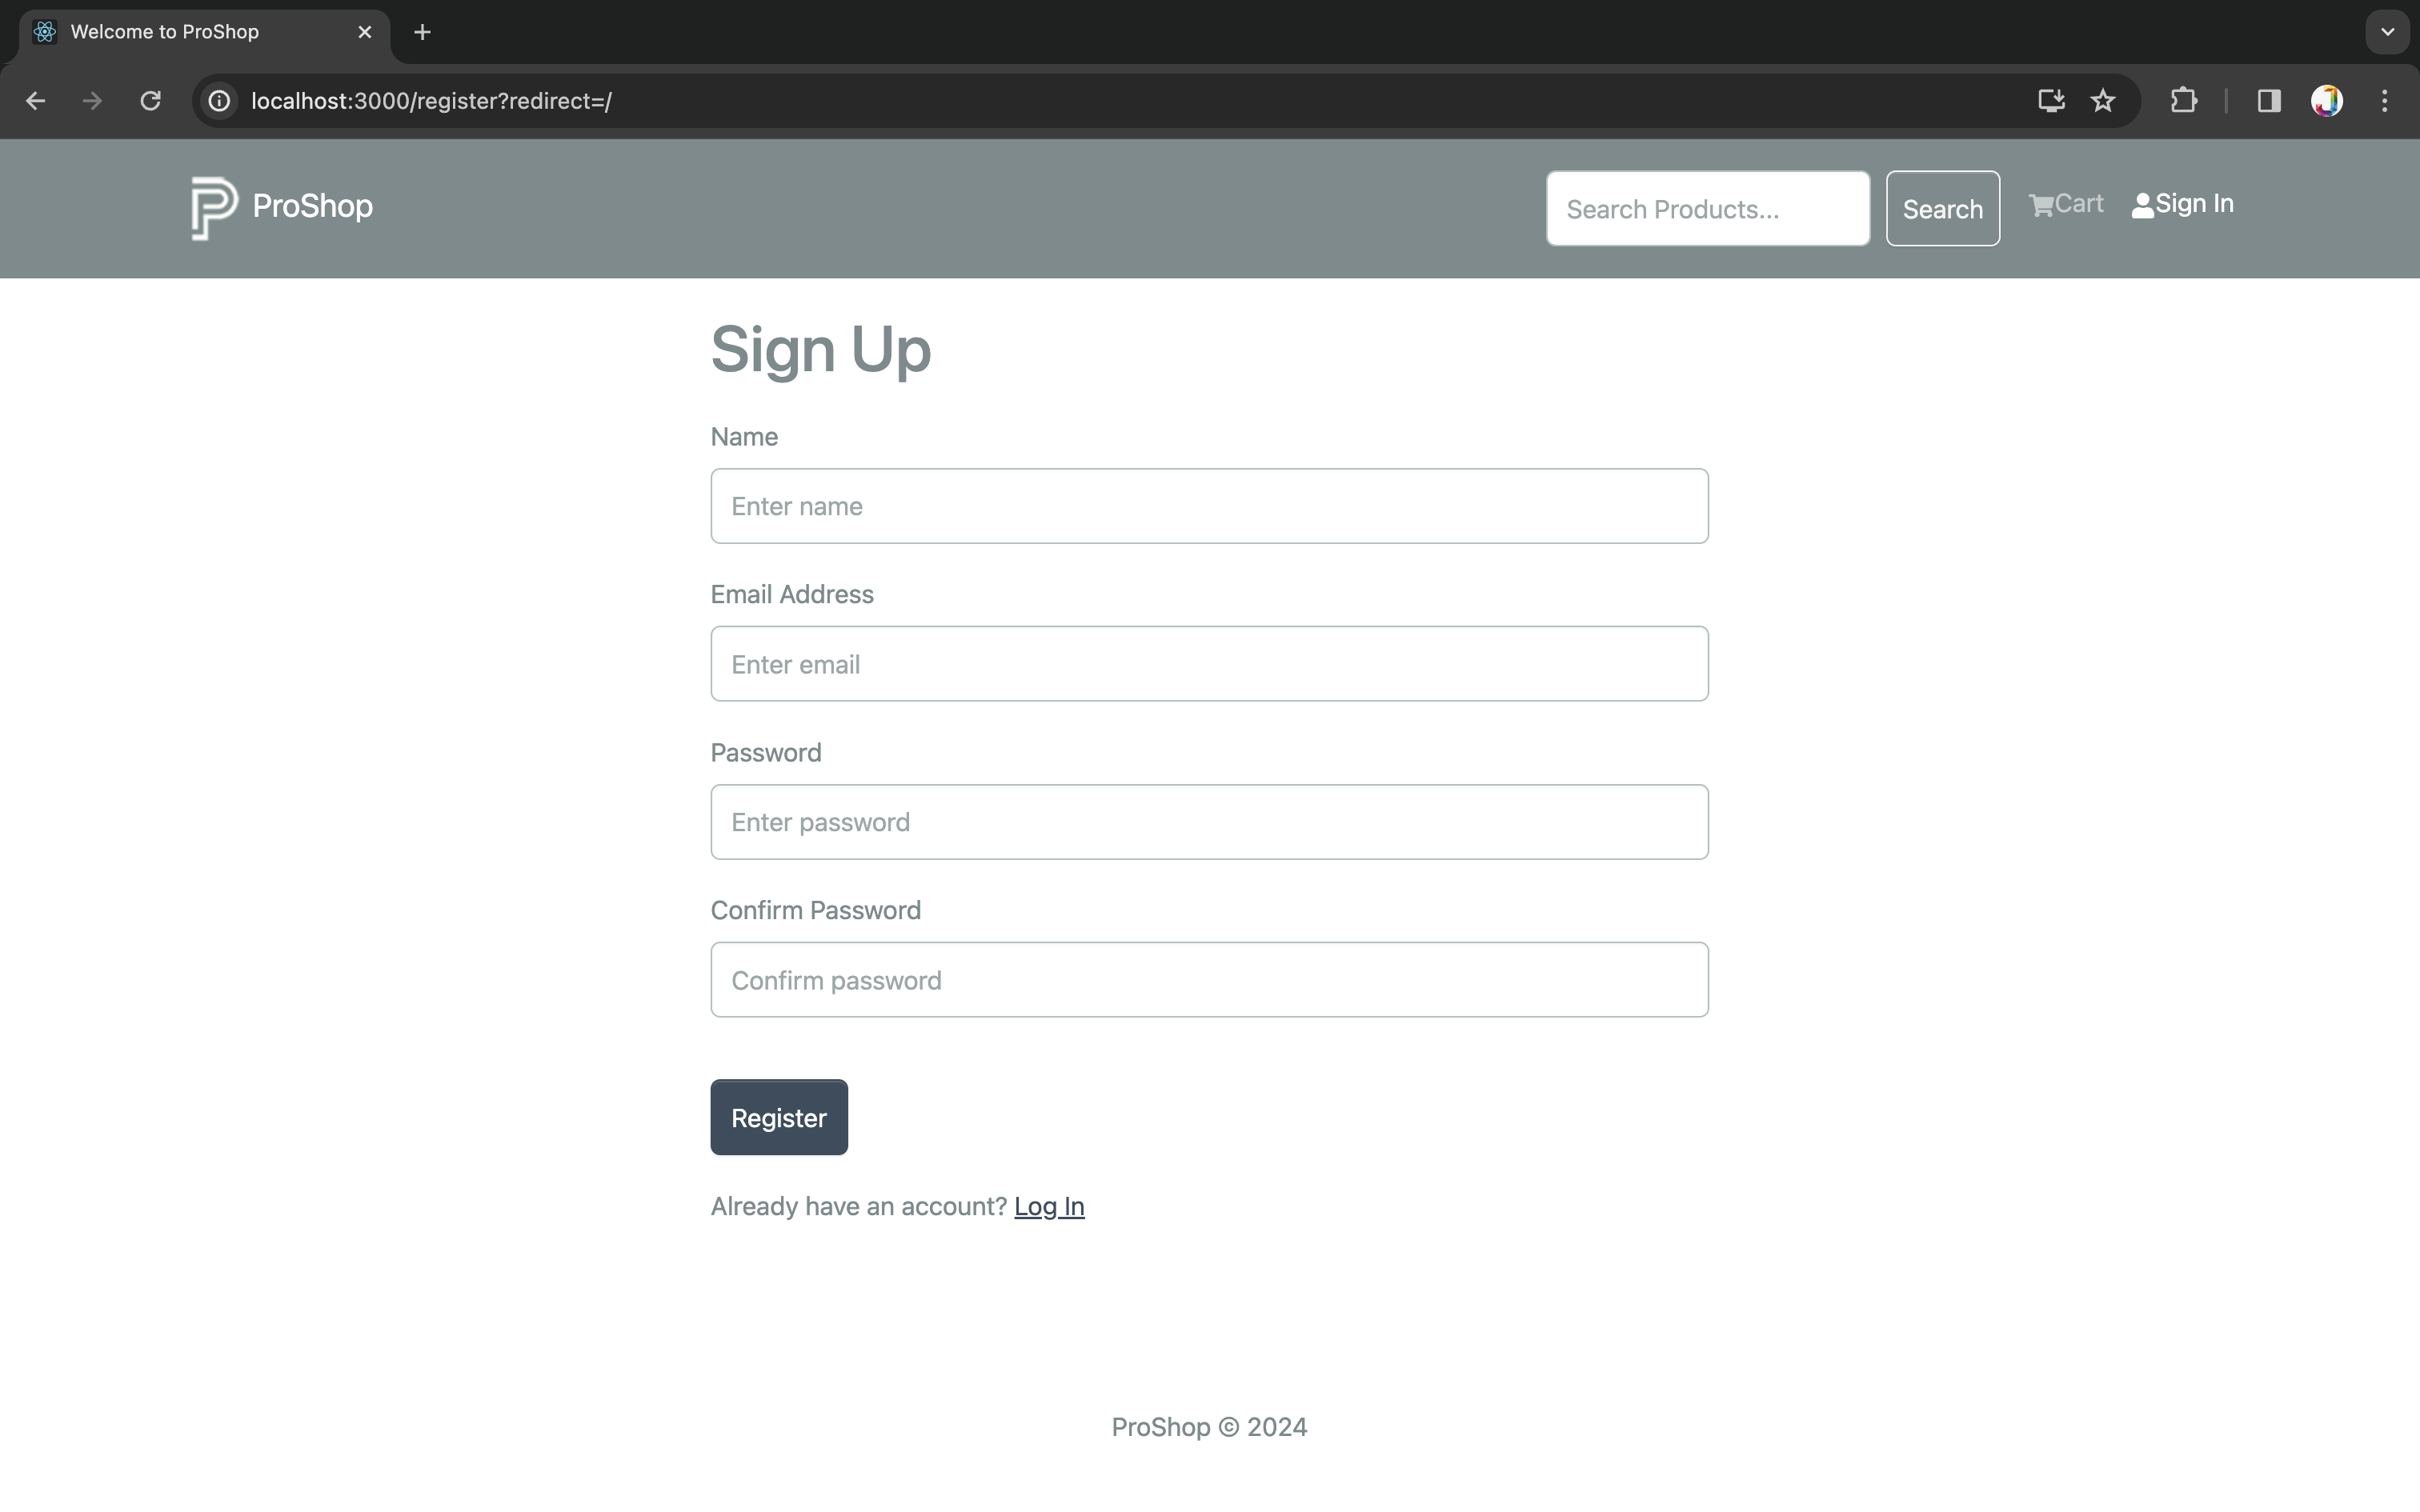 Welcome to ProShop
localhost:3000/register?redirect=/
ProShop
Search Products...
Search
Cart
Sign In
Sign Up
Name
Enter name
Email Address
Enter email
Password
Enter password
Confirm Password
Confirm password
Register
Already have an account? Log In
ProShop © 2024